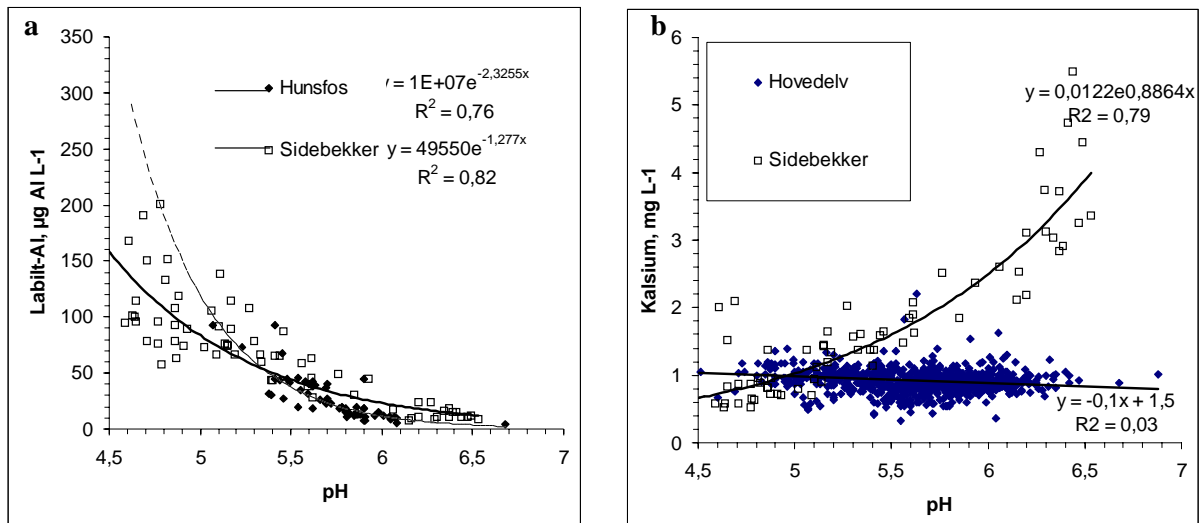 a
Labilt-Al, µg Al L-1
350
300
250
200
150
100
50
0
4,5 5 5,5 6 6,5 7
pH
Hunsfos
y = 1E+07e^-2,3255x
R² = 0,76
Sidebekker
y = 49550e^-1,277x
R² = 0,82
b
Kalsium, mg L-1
6
5
4
3
2
1
0
4,5 5 5,5 6 6,5 7
pH
Hovedelv
Sidebekker
y = 0,0122e0,8864x
R2 = 0,79
y = -0,1x + 1,5
R2 = 0,03